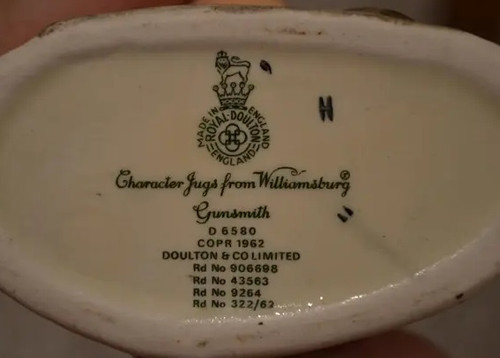 MADE IN ENGLAND
ROYAL·DOULTON
ENGLAND
H
Character Jugs from Williamsburg ©
Gunsmith
D 6580
COPR 1962
DOULTON & CO LIMITED
Rd No 906698
Rd No 43563
Rd No 9264
Rd No 322/62